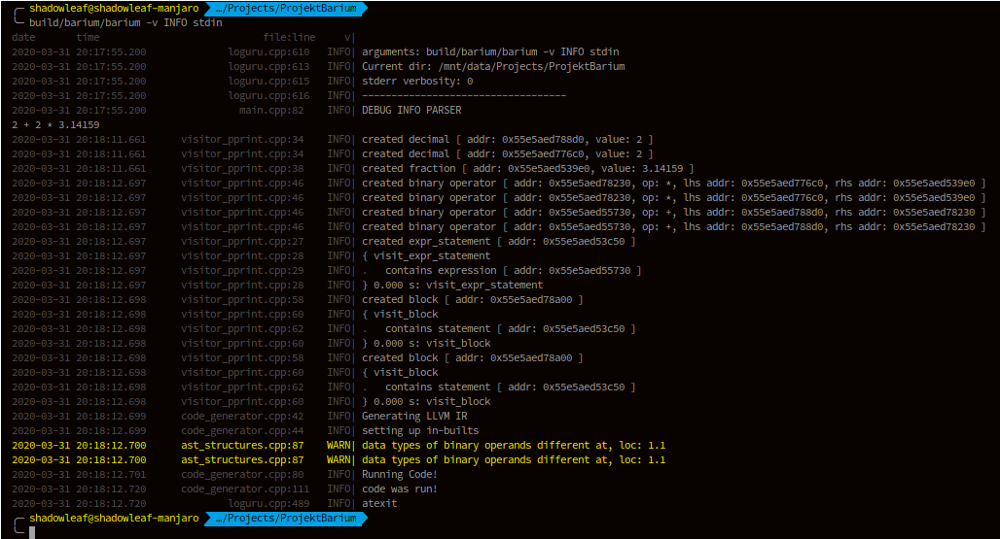 shadowleaf@shadowleaf-manjaro …/Projects/ProjektBarium
build/barium/barium -v INFO stdin
date time file:line v|
2020-03-31 20:17:55.200 loguru.cpp:610 INFO| arguments: build/barium/barium -v INFO stdin
2020-03-31 20:17:55.200 loguru.cpp:613 INFO| Current dir: /mnt/data/Projects/ProjektBarium
2020-03-31 20:17:55.200 loguru.cpp:615 INFO| stderr verbosity: 0
2020-03-31 20:17:55.200 loguru.cpp:616 INFO| -----------------------------------
2020-03-31 20:17:55.200 main.cpp:82 INFO| DEBUG INFO PARSER
2 + 2 * 3.14159
2020-03-31 20:18:11.661 visitor_pprint.cpp:34 INFO| created decimal [ addr: 0x55e5aed788d0, value: 2 ]
2020-03-31 20:18:11.661 visitor_pprint.cpp:34 INFO| created decimal [ addr: 0x55e5aed776c0, value: 2 ]
2020-03-31 20:18:11.661 visitor_pprint.cpp:38 INFO| created fraction [ addr: 0x55e5aed539e0, value: 3.14159 ]
2020-03-31 20:18:12.697 visitor_pprint.cpp:46 INFO| created binary operator [ addr: 0x55e5aed78230, op: *, lhs addr: 0x55e5aed776c0, rhs addr: 0x55e5aed539e0 ]
2020-03-31 20:18:12.697 visitor_pprint.cpp:46 INFO| created binary operator [ addr: 0x55e5aed78230, op: *, lhs addr: 0x55e5aed776c0, rhs addr: 0x55e5aed539e0 ]
2020-03-31 20:18:12.697 visitor_pprint.cpp:46 INFO| created binary operator [ addr: 0x55e5aed55730, op: +, lhs addr: 0x55e5aed788d0, rhs addr: 0x55e5aed78230 ]
2020-03-31 20:18:12.697 visitor_pprint.cpp:46 INFO| created binary operator [ addr: 0x55e5aed55730, op: +, lhs addr: 0x55e5aed788d0, rhs addr: 0x55e5aed78230 ]
2020-03-31 20:18:12.697 visitor_pprint.cpp:27 INFO| created expr_statement [ addr: 0x55e5aed53c50 ]
2020-03-31 20:18:12.697 visitor_pprint.cpp:28 INFO| { visit_expr_statement
2020-03-31 20:18:12.697 visitor_pprint.cpp:29 INFO| . contains expression [ addr: 0x55e5aed55730 ]
2020-03-31 20:18:12.697 visitor_pprint.cpp:28 INFO| } 0.000 s: visit_expr_statement
2020-03-31 20:18:12.697 visitor_pprint.cpp:58 INFO| created block [ addr: 0x55e5aed78a00 ]
2020-03-31 20:18:12.698 visitor_pprint.cpp:60 INFO| { visit_block
2020-03-31 20:18:12.698 visitor_pprint.cpp:62 INFO| . contains statement [ addr: 0x55e5aed53c50 ]
2020-03-31 20:18:12.698 visitor_pprint.cpp:60 INFO| } 0.000 s: visit_block
2020-03-31 20:18:12.698 visitor_pprint.cpp:58 INFO| created block [ addr: 0x55e5aed78a00 ]
2020-03-31 20:18:12.698 visitor_pprint.cpp:60 INFO| { visit_block
2020-03-31 20:18:12.698 visitor_pprint.cpp:62 INFO| . contains statement [ addr: 0x55e5aed53c50 ]
2020-03-31 20:18:12.698 visitor_pprint.cpp:60 INFO| } 0.000 s: visit_block
2020-03-31 20:18:12.699 code_generator.cpp:42 INFO| Generating LLVM IR
2020-03-31 20:18:12.699 code_generator.cpp:44 INFO| setting up in-builts
2020-03-31 20:18:12.700 ast_structures.cpp:87 WARN| data types of binary operands different at, loc: 1.1
2020-03-31 20:18:12.700 ast_structures.cpp:87 WARN| data types of binary operands different at, loc: 1.1
2020-03-31 20:18:12.701 code_generator.cpp:80 INFO| Running Code!
2020-03-31 20:18:12.720 code_generator.cpp:111 INFO| code was run!
2020-03-31 20:18:12.720 loguru.cpp:489 INFO| atexit
shadowleaf@shadowleaf-manjaro …/Projects/ProjektBarium